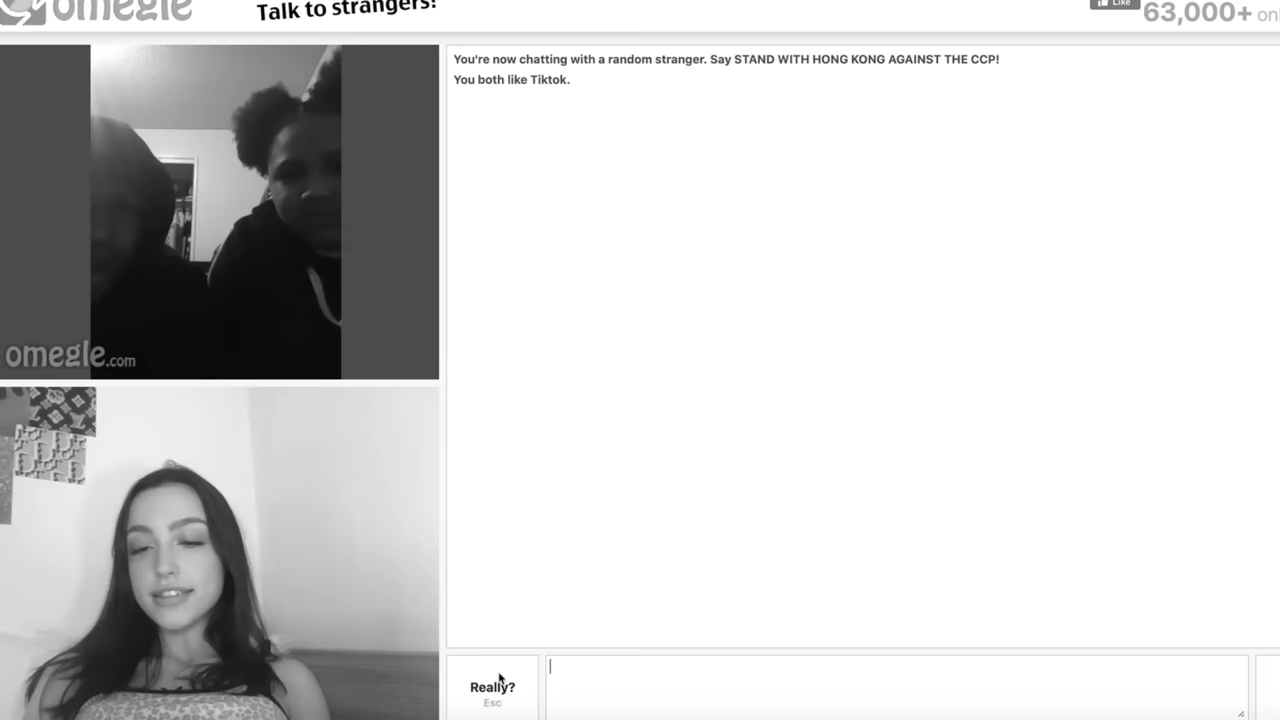 omegle
Talk to strangers!
Like
63,000+ onl
You're now chatting with a random stranger. Say STAND WITH HONG KONG AGAINST THE CCP!
You both like Tiktok.
omegle.com
Really?
Esc